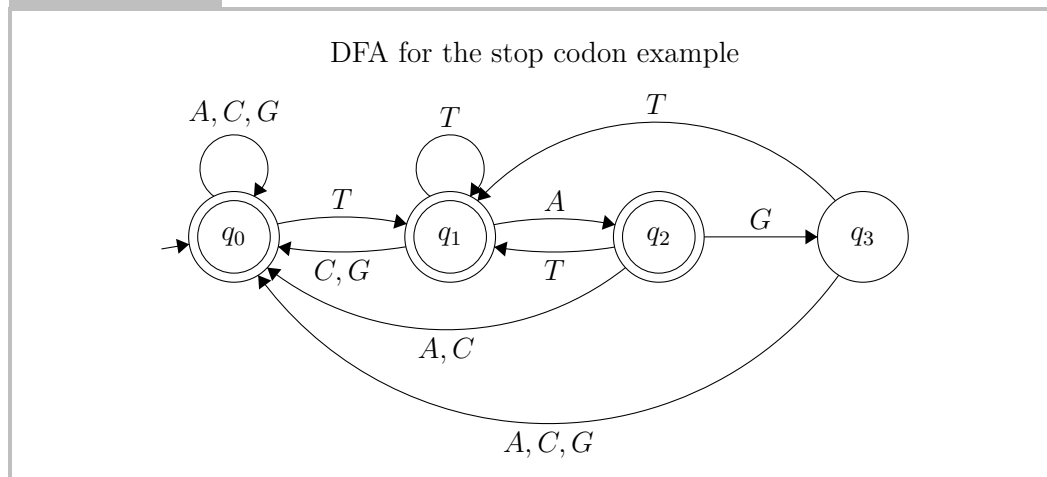 DFA for the stop codon example
A, C, G
T
T
q0
T
q1
A
q2
G
q3
C, G
T
A, C
A, C, G